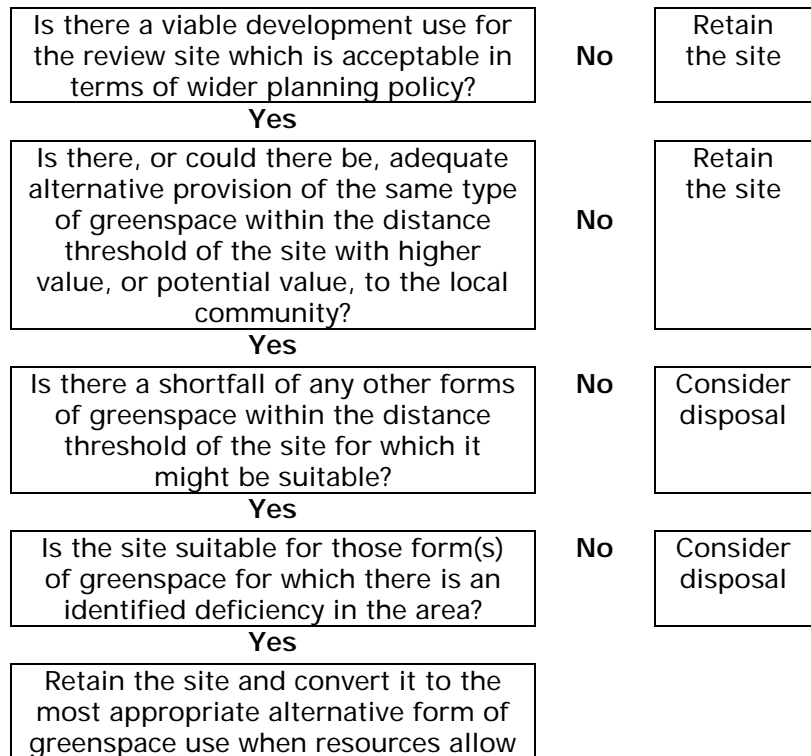 Is there a viable development use for
the review site which is acceptable in
terms of wider planning policy?
No
Retain
the site
Yes
Is there, or could there be, adequate
alternative provision of the same type
of greenspace within the distance
threshold of the site with higher
value, or potential value, to the local
community?
No
Retain
the site
Yes
Is there a shortfall of any other forms
of greenspace within the distance
threshold of the site for which it
might be suitable?
No
Consider
disposal
Yes
Is the site suitable for those form(s)
of greenspace for which there is an
identified deficiency in the area?
No
Consider
disposal
Yes
Retain the site and convert it to the
most appropriate alternative form of
greenspace use when resources allow